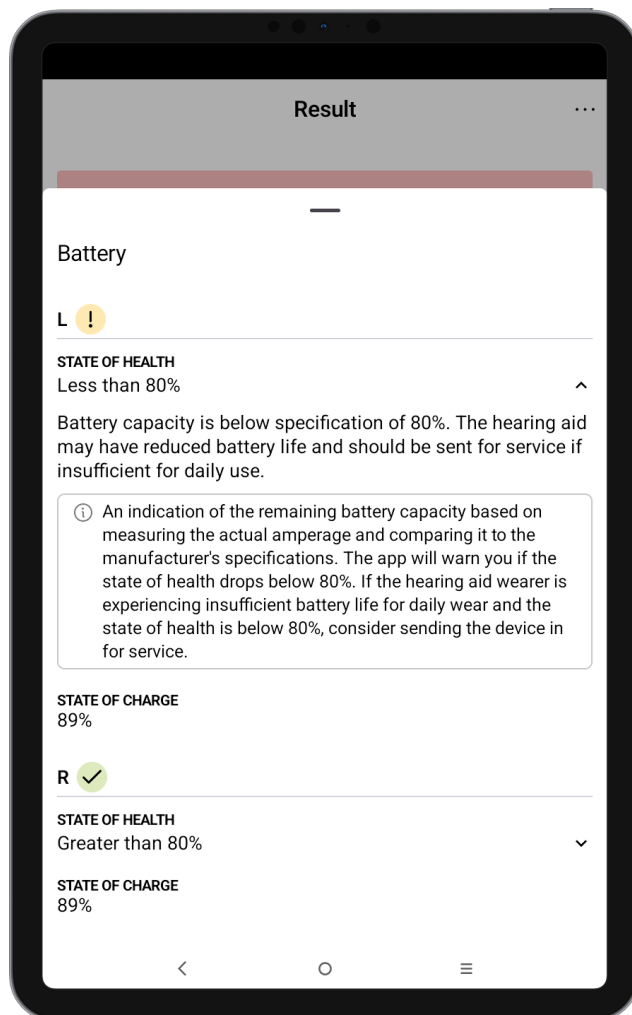 Result
Battery
L
STATE OF HEALTH
Less than 80%
Battery capacity is below specification of 80%. The hearing aid
may have reduced battery life and should be sent for service if
insufficient for daily use.
An indication of the remaining battery capacity based on
measuring the actual amperage and comparing it to the
manufacturer's specifications. The app will warn you if the
state of health drops below 80%. If the hearing aid wearer is
experiencing insufficient battery life for daily wear and the
state of health is below 80%, consider sending the device in
for service.
STATE OF CHARGE
89%
R
STATE OF HEALTH
Greater than 80%
STATE OF CHARGE
89%